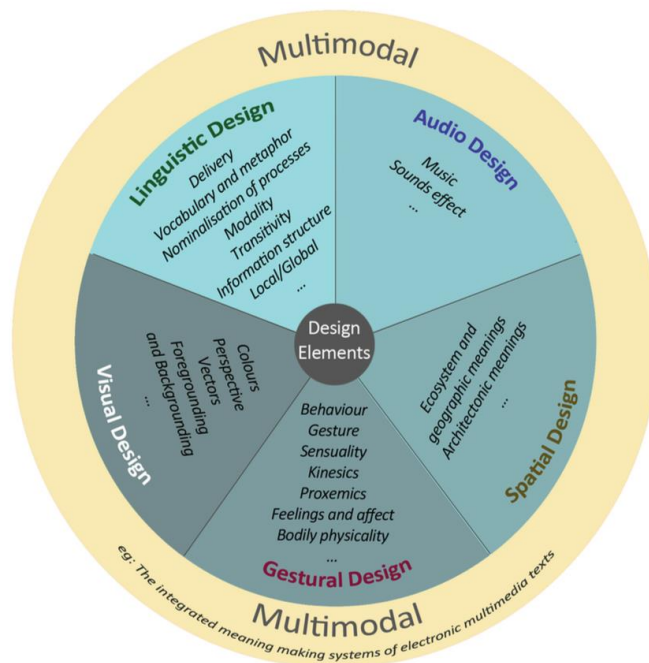 Multimodal
Linguistic Design
Delivery
Vocabulary and metaphor
Nominalisation of processes
Modality
Transitivity
Information structure
Local/Global
...
Audio Design
Music
Sounds effect
...
Design
Elements
Visual Design
Colours
Perspective
Vectors
Foregrounding
and Backgrounding
...
Ecosystem and
geographic meanings
Architectonic meanings
...
Spatial Design
Behaviour
Gesture
Sensuality
Kinesics
Proxemics
Feelings and affect
Bodily physicality
...
Gestural Design
Multimodal
eg: The integrated meaning making systems of electronic multimedia texts